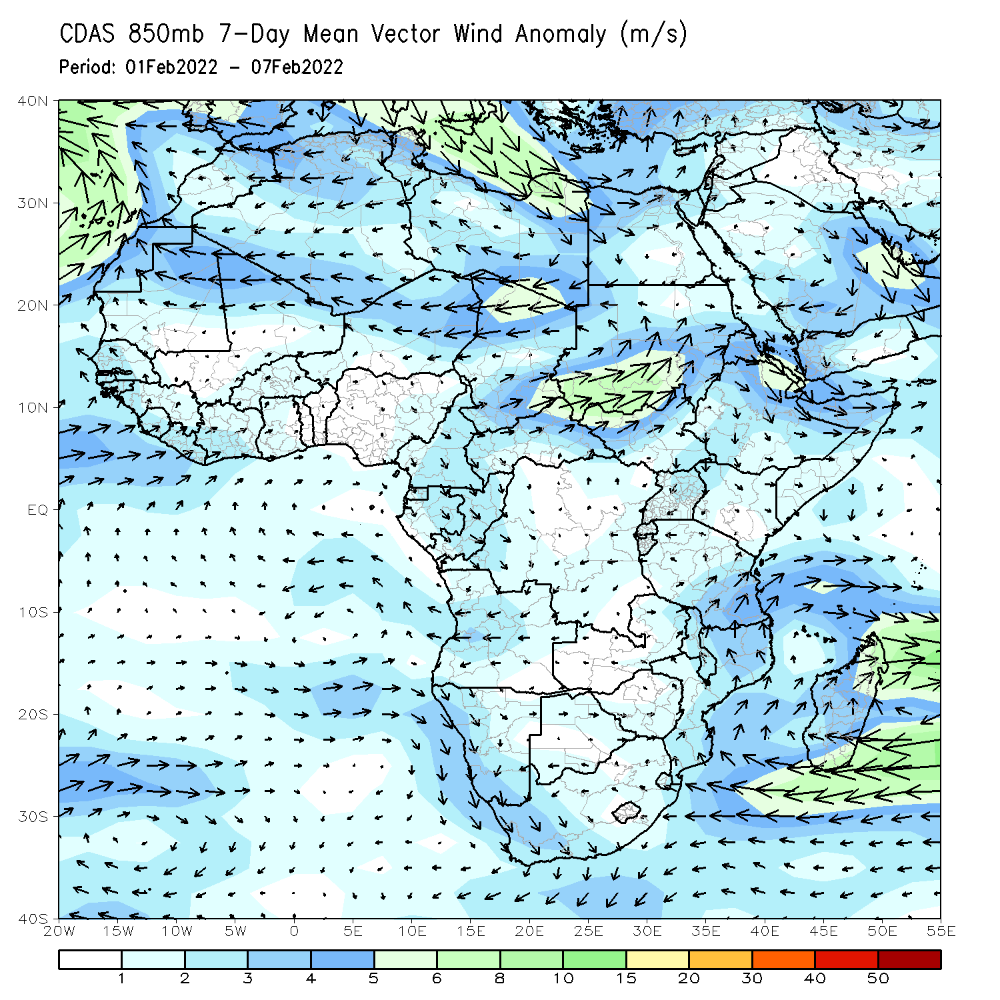 CDAS 850mb 7-Day Mean Vector Wind Anomaly (m/s)
Period: 01Feb2022 - 07Feb2022
40N
30N
20N
10N
EQ
10S
20S
30S
40S
20W 15W 10W 5W 0 5E 10E 15E 20E 25E 30E 35E 40E 45E 50E 55E
1 2 3 4 5 6 8 10 15 20 30 40 50